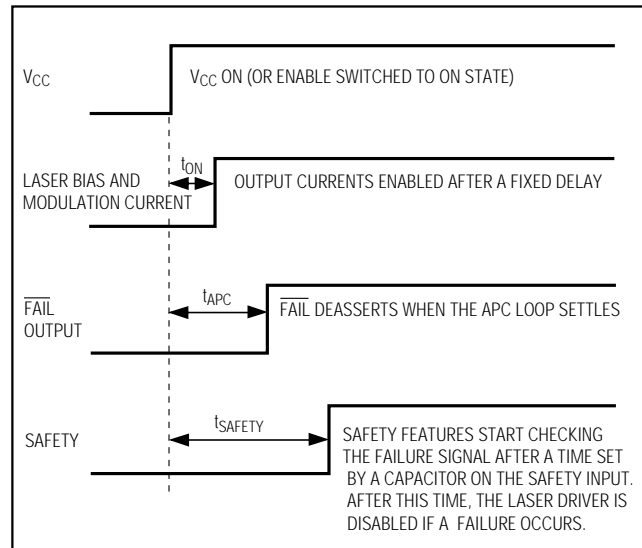 VCC
VCC ON (OR ENABLE SWITCHED TO ON STATE)
tON
LASER BIAS AND
MODULATION CURRENT
OUTPUT CURRENTS ENABLED AFTER A FIXED DELAY
tAPC
FAIL
OUTPUT
FAIL DEASSERTS WHEN THE APC LOOP SETTLES
tSAFETY
SAFETY
SAFETY FEATURES START CHECKING
THE FAILURE SIGNAL AFTER A TIME SET
BY A CAPACITOR ON THE SAFETY INPUT.
AFTER THIS TIME, THE LASER DRIVER IS
DISABLED IF A FAILURE OCCURS.